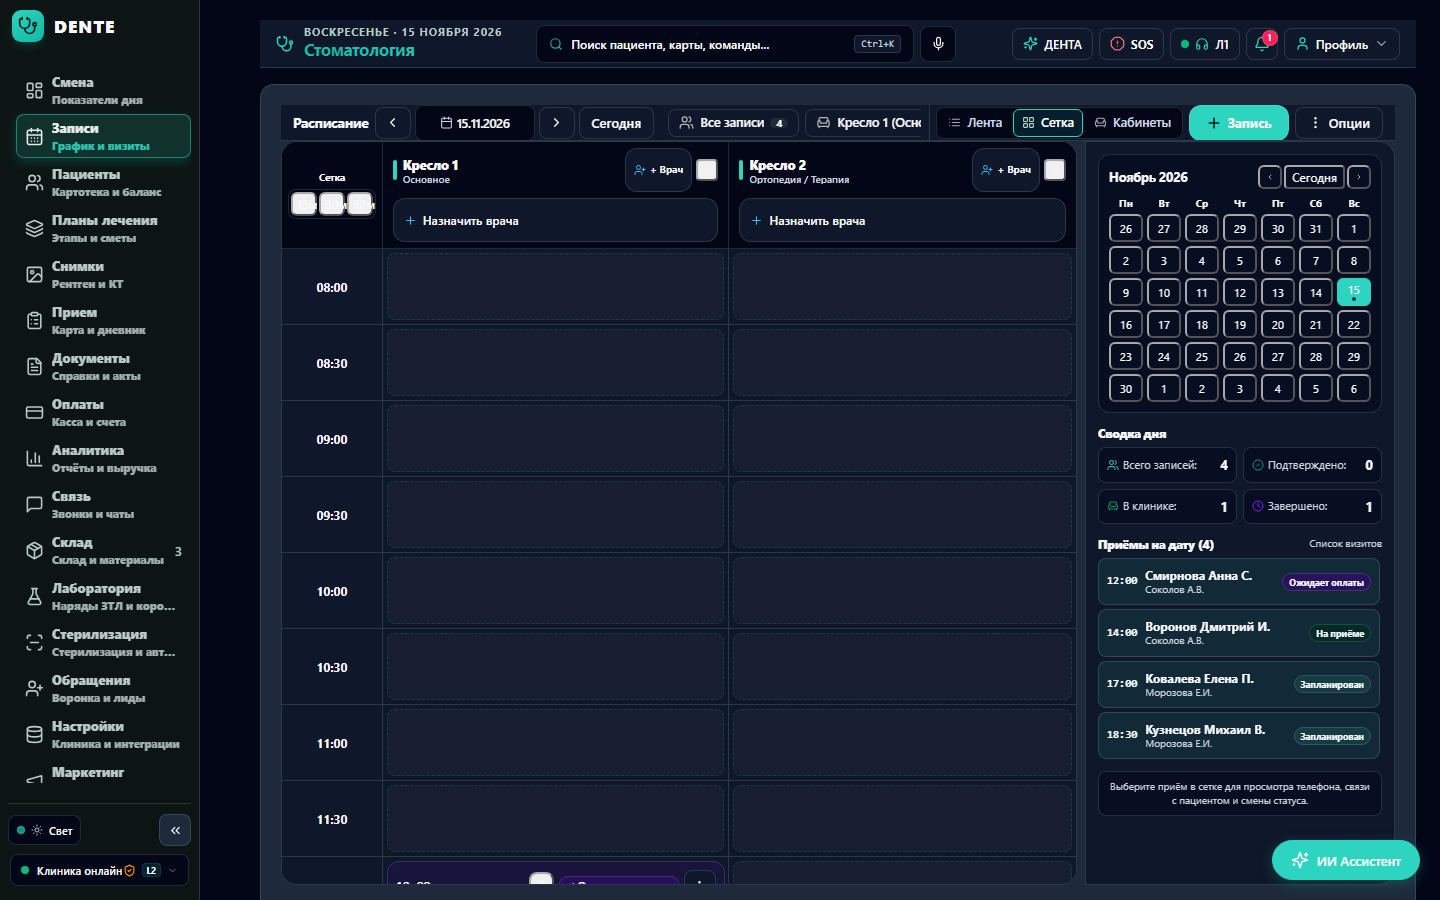 DENTE
Смена
Показатели дня
Записи
График и визиты
Пациенты
Картотека и баланс
Планы лечения
Этапы и сметы
Снимки
Рентген и КТ
Прием
Карта и дневник
Документы
Справки и акты
Оплаты
Касса и счета
Аналитика
Отчёты и выручка
Связь
Звонки и чаты
Склад
Склад и материалы 3
Лаборатория
Наряды ЗТЛ и коро...
Стерилизация
Стерилизация и авт...
Обращения
Воронка и лиды
Настройки
Клиника и интеграции
Маркетинг
Свет
Клиника онлайн L2
ВОСКРЕСЕНЬЕ · 15 НОЯБРЯ 2026
Стоматология
Поиск пациента, карты, команды... Ctrl+K
ДЕНТА SOS Л1 1 Профиль
Расписание 15.11.2026 Сегодня Все записи 4 Кресло 1 (Осно Лента Сетка Кабинеты Запись Опции
Сетка
Кресло 1
Основное
+ Врач
Назначить врача
Кресло 2
Ортопедия / Терапия
+ Врач
Назначить врача
08:00
08:30
09:00
09:30
10:00
10:30
11:00
11:30
Ноябрь 2026 Сегодня
Пн Вт Ср Чт Пт Сб Вс
26 27 28 29 30 31 1
2 3 4 5 6 7 8
9 10 11 12 13 14 15
16 17 18 19 20 21 22
23 24 25 26 27 28 29
30 1 2 3 4 5 6
Сводка дня
Всего записей: 4 Подтверждено: 0
В клинике: 1 Завершено: 1
Приёмы на дату (4) Список визитов
12:00 Смирнова Анна С. Ожидает оплаты
Соколов А.В.
14:00 Воронов Дмитрий И. На приёме
Соколов А.В.
17:00 Ковалева Елена П. Запланирован
Морозова Е.И.
18:30 Кузнецов Михаил В. Запланирован
Морозова Е.И.
Выберите приём в сетке для просмотра телефона, связи
с пациентом и смены статуса.
ИИ Ассистент